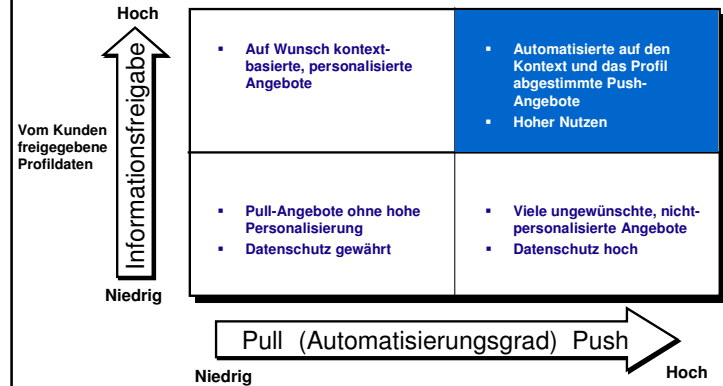 Hoch
Informationsfreigabe
Vom Kunden
freigegebene
Profildaten
Niedrig
▪ Auf Wunsch kontext-
basierte, personalisierte
Angebote
▪ Automatisierte auf den
Kontext und das Profil
abgestimmte Push-
Angebote
▪ Hoher Nutzen
▪ Pull-Angebote ohne hohe
Personalisierung
▪ Datenschutz gewährt
▪ Viele ungewünschte, nicht-
personalisierte Angebote
▪ Datenschutz hoch
Pull (Automatisierungsgrad) Push
Niedrig
Hoch